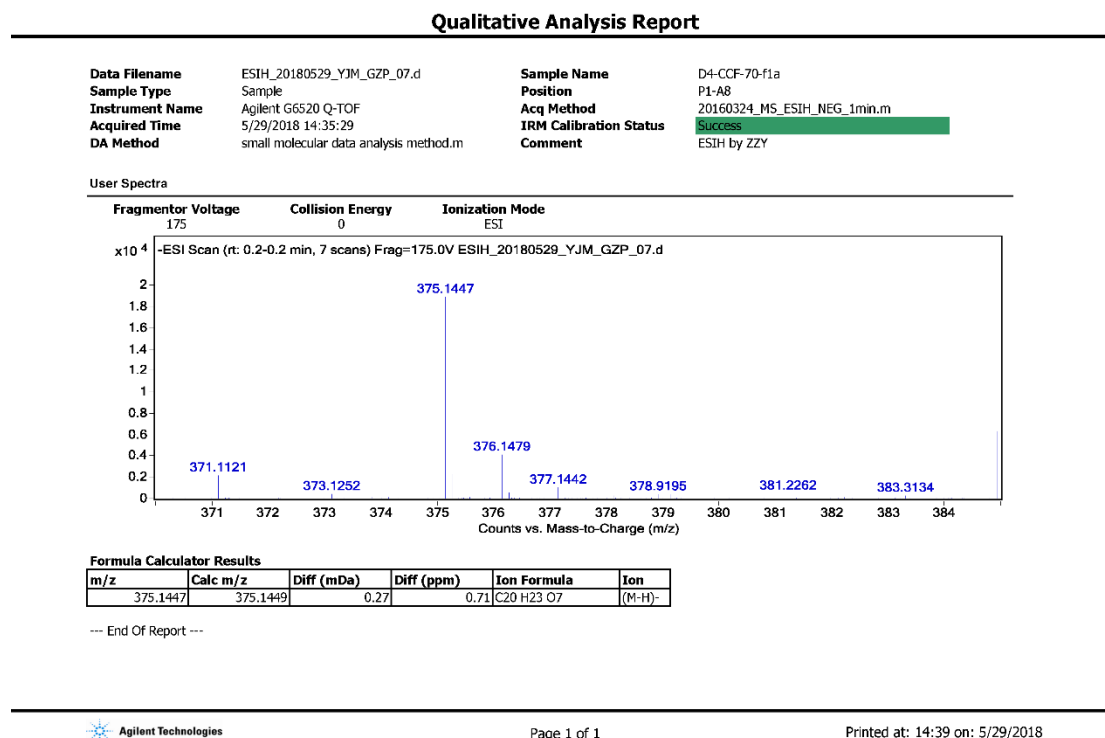 Qualitative Analysis Report
Data Filename ESIH_20180529_YJM_GZP_07.d Sample Name D4-CCF-70-f1a
Sample Type Sample Position P1-A8
Instrument Name Agilent G6520 Q-TOF Acq Method 20160324_MS_ESIH_NEG_1min.m
Acquired Time 5/29/2018 14:35:29 IRM Calibration Status Success
DA Method small molecular data analysis method.m Comment ESIH by ZZY
User Spectra
Fragmentor Voltage Collision Energy Ionization Mode
175 0 ESI
x10 4 -ESI Scan (rt: 0.2-0.2 min, 7 scans) Frag=175.0V ESIH_20180529_YJM_GZP_07.d
2
375.1447
1.8
1.6
1.4
1.2
1
0.8
0.6
376.1479
0.4
371.1121
377.1442
0.2
373.1252 378.9195 381.2262 383.3134
0
371 372 373 374 375 376 377 378 379 380 381 382 383 384
Counts vs. Mass-to-Charge (m/z)
Formula Calculator Results
m/z Calc m/z Diff (mDa) Diff (ppm) Ion Formula Ion
375.1447 375.1449 0.27 0.71 C20 H23 O7 (M-H)-
--- End Of Report ---
Agilent Technologies Page 1 of 1 Printed at: 14:39 on: 5/29/2018